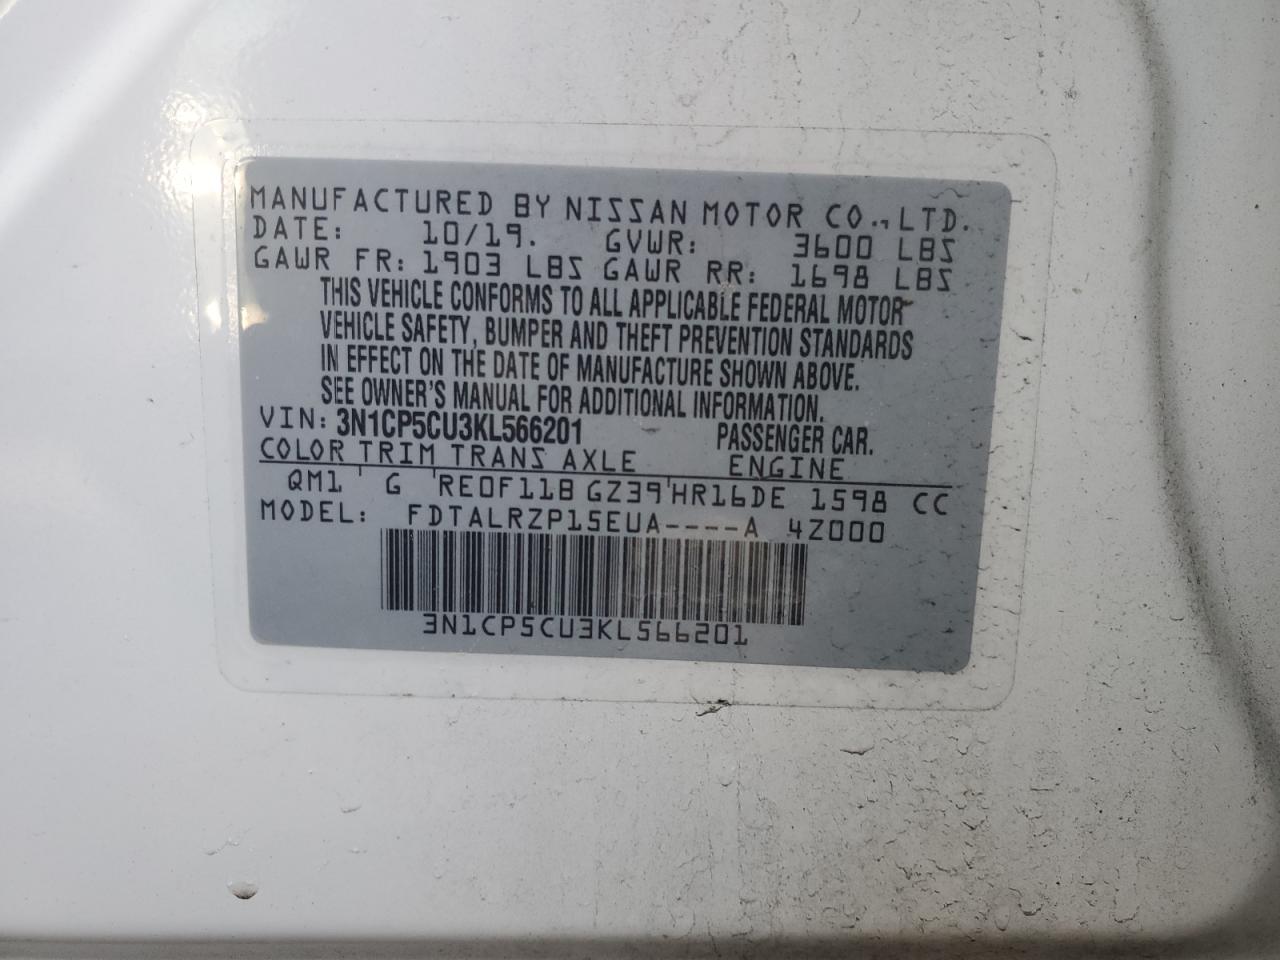 MANUFACTURED BY NISSAN MOTOR CO., LTD.
DATE: 10/19. GVWR: 3600 LBS
GAWR FR: 1903 LBS GAWR RR: 1698 LBS
THIS VEHICLE CONFORMS TO ALL APPLICABLE FEDERAL MOTOR
VEHICLE SAFETY, BUMPER AND THEFT PREVENTION STANDARDS
IN EFFECT ON THE DATE OF MANUFACTURE SHOWN ABOVE.
SEE OWNER'S MANUAL FOR ADDITIONAL INFORMATION.
VIN: 3N1CP5CU3KL566201 PASSENGER CAR.
COLOR TRIM TRANS AXLE ENGINE
QM1 G RE0F11B GZ39 HR16DE 1598 CC
MODEL: FDTALRZP15EUA----A 4Z000
3N1CP5CU3KL566201